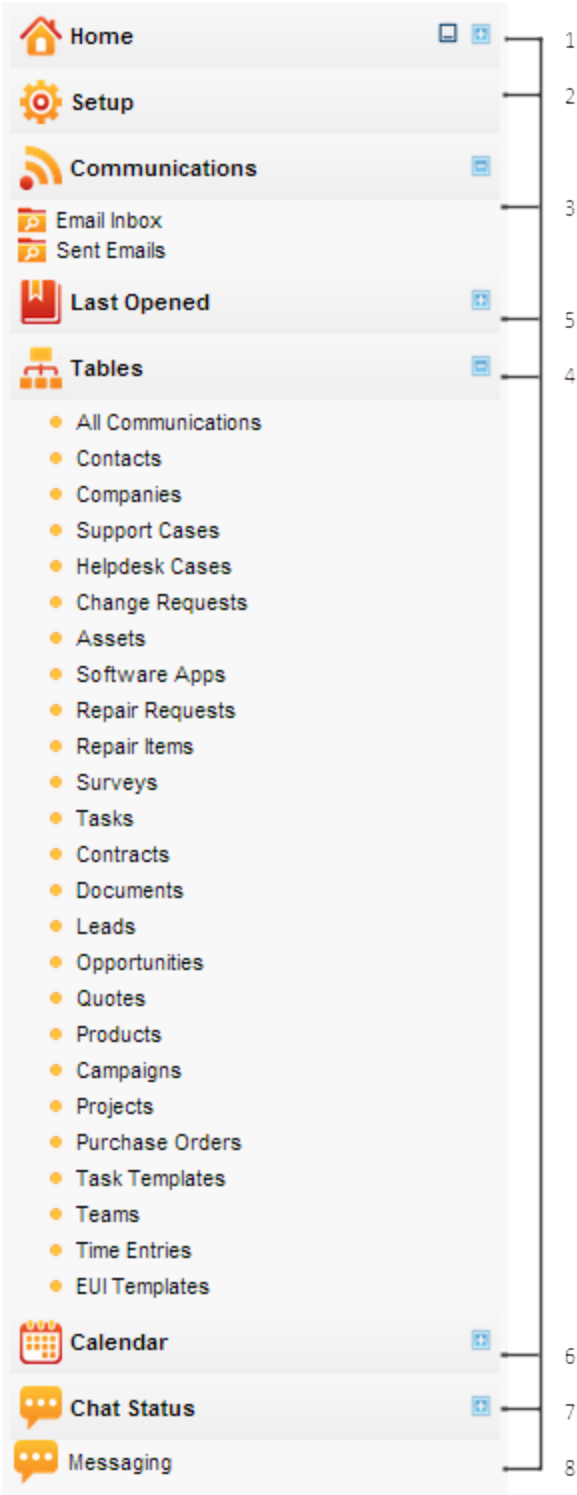 Home 1
Setup 2
Communications
3
Email Inbox
Sent Emails
Last Opened 5
Tables 4
All Communications
Contacts
Companies
Support Cases
Helpdesk Cases
Change Requests
Assets
Software Apps
Repair Requests
Repair Items
Surveys
Tasks
Contracts
Documents
Leads
Opportunities
Quotes
Products
Campaigns
Projects
Purchase Orders
Task Templates
Teams
Time Entries
EUI Templates
Calendar 6
Chat Status 7
Messaging 8